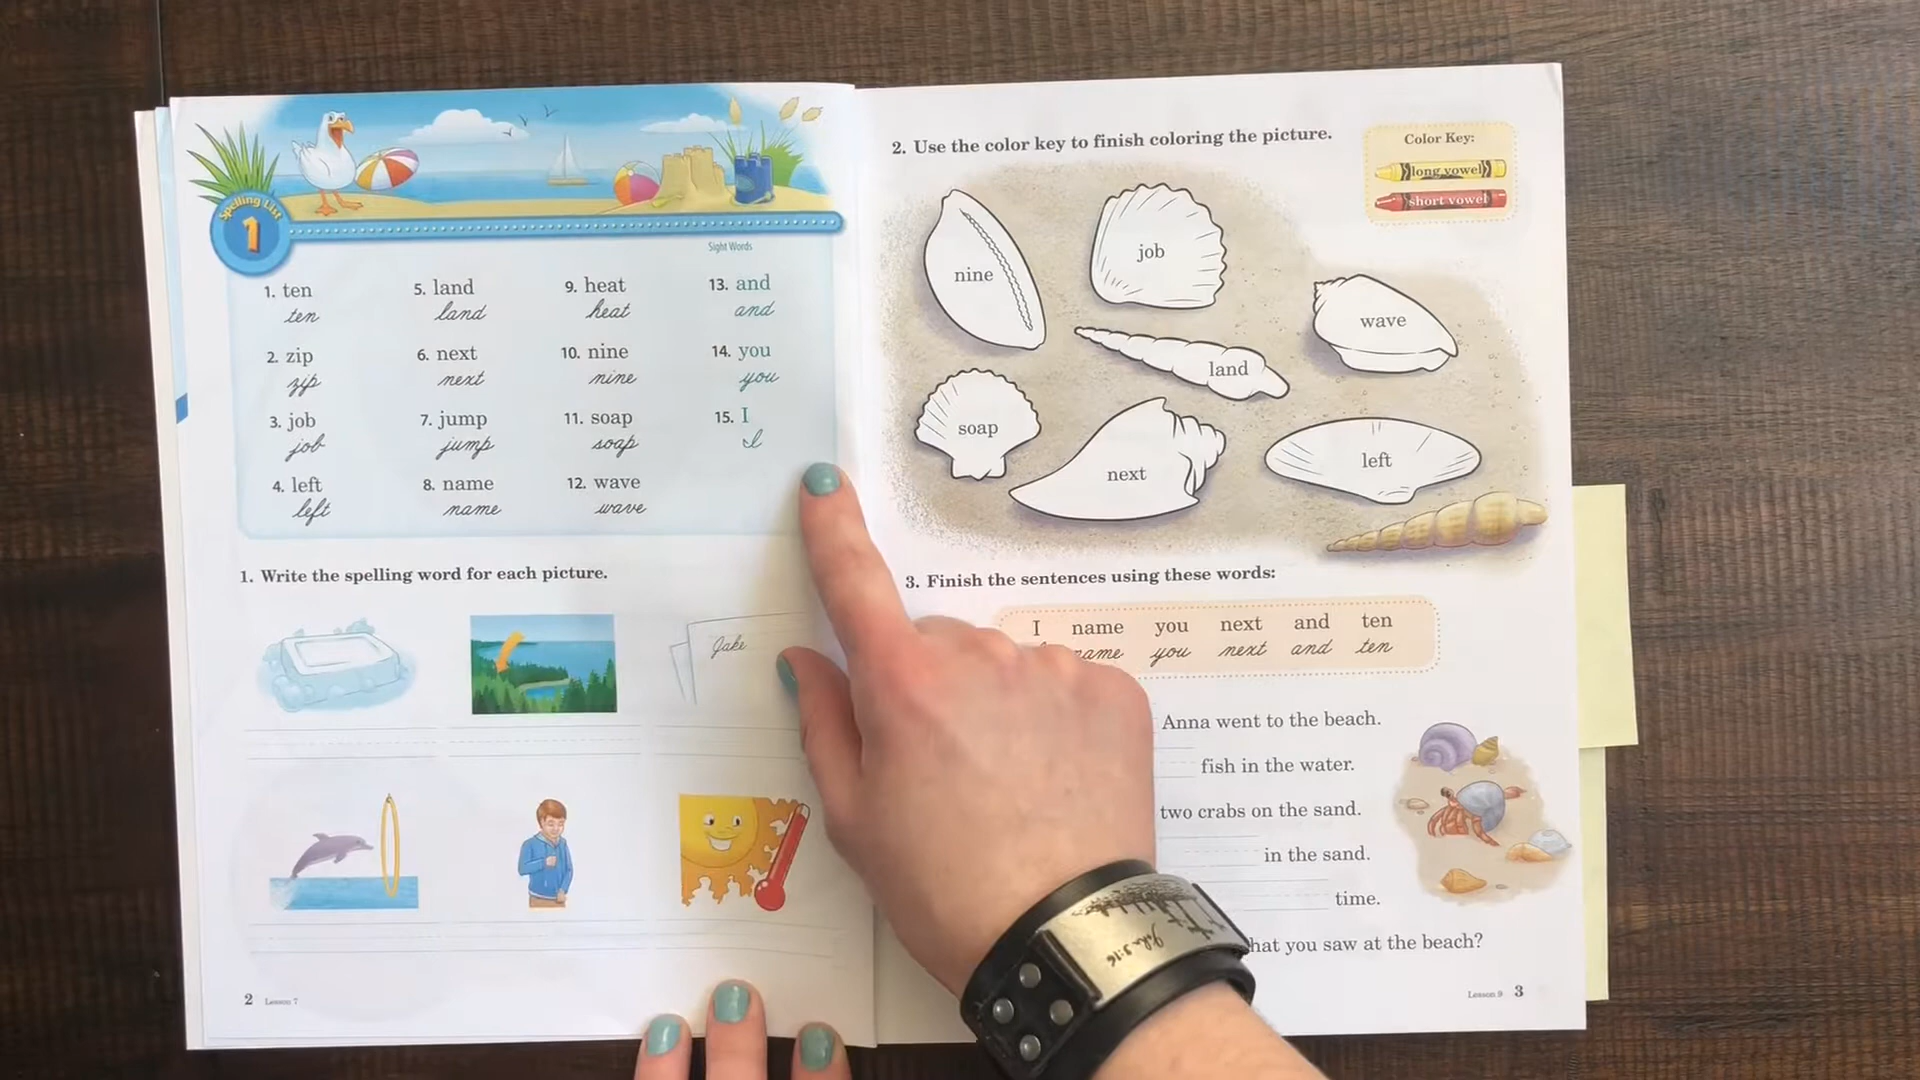 Spelling List
1
Sight Words
1. ten
ten
2. zip
zip
3. job
job
4. left
left
5. land
land
6. next
next
7. jump
jump
8. name
name
9. heat
heat
10. nine
nine
11. soap
soap
12. wave
wave
13. and
and
14. you
you
15. I
I
1. Write the spelling word for each picture.
Jake
2 Lesson 7
2. Use the color key to finish coloring the picture.
Color Key:
long vowel
short vowel
nine
job
wave
land
soap
next
left
3. Finish the sentences using these words:
I name you next and ten
name you next and ten
Anna went to the beach.
fish in the water.
two crabs on the sand.
in the sand.
time.
hat you saw at the beach?
Lesson 9 3
John 3:16